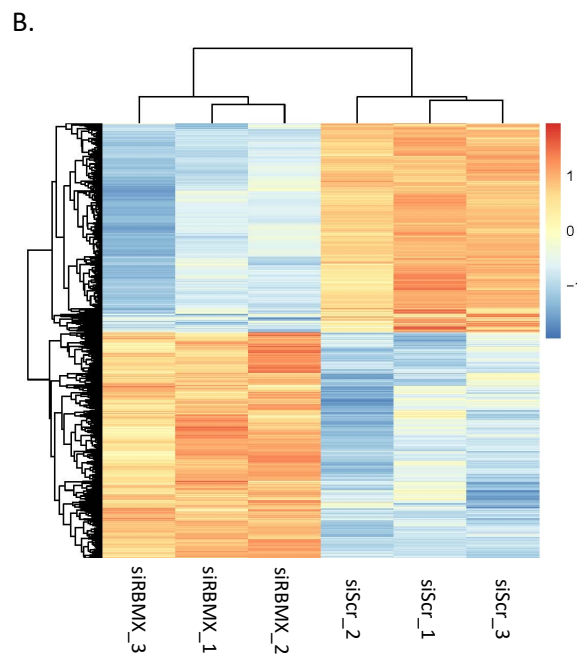 B.
1
0
-1
siRBMX_3
siRBMX_1
siRBMX_2
siScr_2
siScr_1
siScr_3